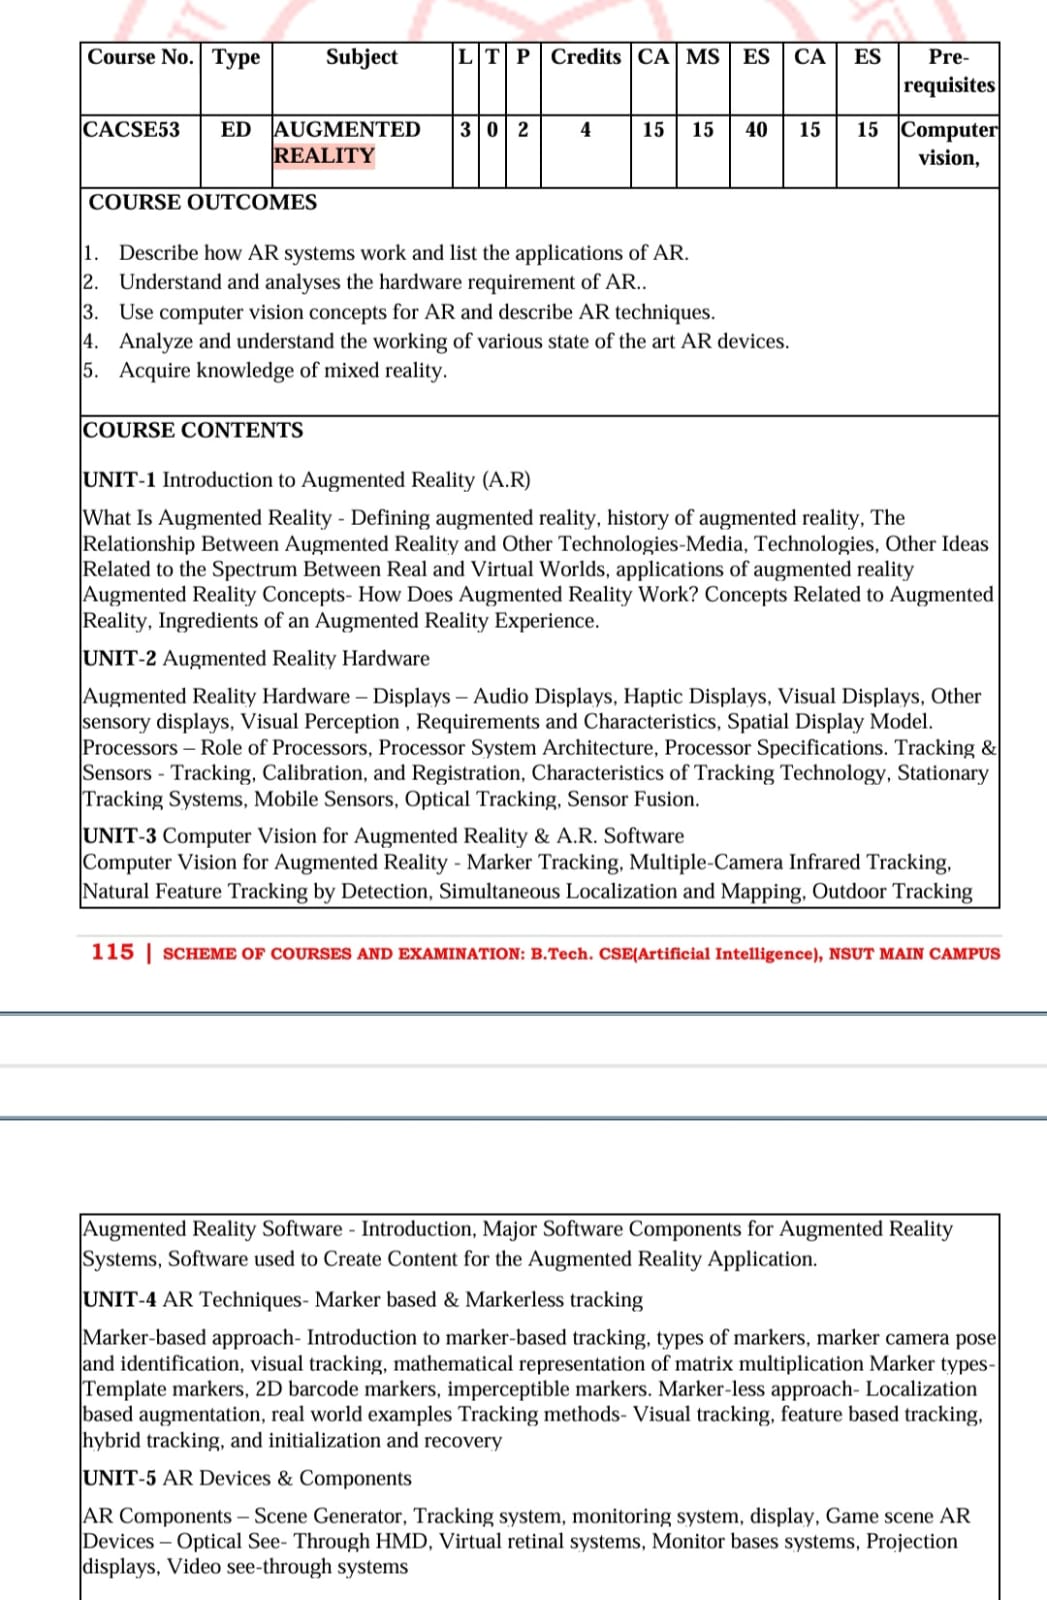 Course No. Type Subject L T P Credits CA MS ES CA ES Pre-requisites
CACSE53 ED AUGMENTED REALITY 3 0 2 4 15 15 40 15 15 Computer vision,
COURSE OUTCOMES
1. Describe how AR systems work and list the applications of AR.
2. Understand and analyses the hardware requirement of AR..
3. Use computer vision concepts for AR and describe AR techniques.
4. Analyze and understand the working of various state of the art AR devices.
5. Acquire knowledge of mixed reality.
COURSE CONTENTS
UNIT-1 Introduction to Augmented Reality (A.R)
What Is Augmented Reality - Defining augmented reality, history of augmented reality, The
Relationship Between Augmented Reality and Other Technologies-Media, Technologies, Other Ideas
Related to the Spectrum Between Real and Virtual Worlds, applications of augmented reality
Augmented Reality Concepts- How Does Augmented Reality Work? Concepts Related to Augmented
Reality, Ingredients of an Augmented Reality Experience.
UNIT-2 Augmented Reality Hardware
Augmented Reality Hardware – Displays – Audio Displays, Haptic Displays, Visual Displays, Other
sensory displays, Visual Perception , Requirements and Characteristics, Spatial Display Model.
Processors – Role of Processors, Processor System Architecture, Processor Specifications. Tracking &
Sensors - Tracking, Calibration, and Registration, Characteristics of Tracking Technology, Stationary
Tracking Systems, Mobile Sensors, Optical Tracking, Sensor Fusion.
UNIT-3 Computer Vision for Augmented Reality & A.R. Software
Computer Vision for Augmented Reality - Marker Tracking, Multiple-Camera Infrared Tracking,
Natural Feature Tracking by Detection, Simultaneous Localization and Mapping, Outdoor Tracking
115 | SCHEME OF COURSES AND EXAMINATION: B.Tech. CSE(Artificial Intelligence), NSUT MAIN CAMPUS
Augmented Reality Software - Introduction, Major Software Components for Augmented Reality
Systems, Software used to Create Content for the Augmented Reality Application.
UNIT-4 AR Techniques- Marker based & Markerless tracking
Marker-based approach- Introduction to marker-based tracking, types of markers, marker camera pose
and identification, visual tracking, mathematical representation of matrix multiplication Marker types-
Template markers, 2D barcode markers, imperceptible markers. Marker-less approach- Localization
based augmentation, real world examples Tracking methods- Visual tracking, feature based tracking,
hybrid tracking, and initialization and recovery
UNIT-5 AR Devices & Components
AR Components – Scene Generator, Tracking system, monitoring system, display, Game scene AR
Devices – Optical See- Through HMD, Virtual retinal systems, Monitor bases systems, Projection
displays, Video see-through systems